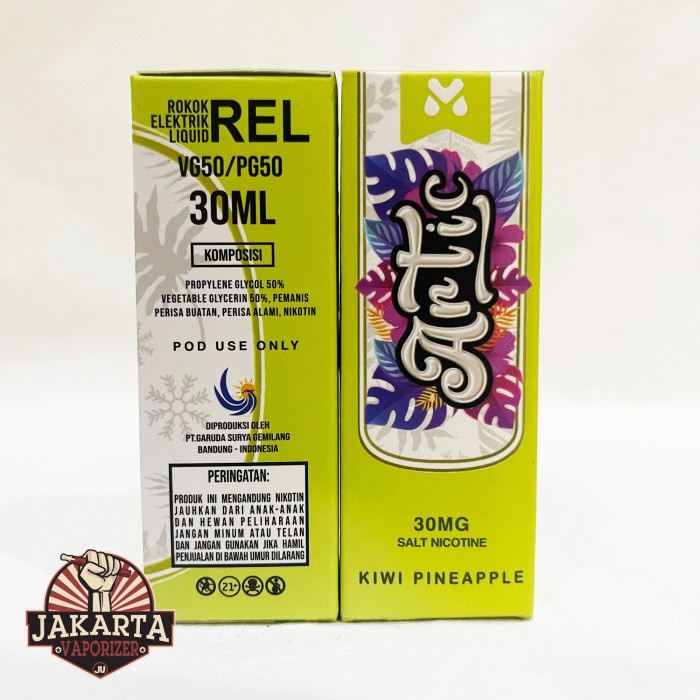 ROKOK
ELEKTRIK
LIQUID
REL
VG50/PG50
30ML
KOMPOSISI
PROPYLENE GLYCOL 50%
VEGETABLE GLYCERIN 50%, PEMANIS
PERISA BUATAN, PERISA ALAMI, NIKOTIN
POD USE ONLY
DIPRODUKSI OLEH
PT.GARUDA SURYA GEMILANG
BANDUNG - INDONESIA
PERINGATAN:
PRODUK INI MENGANDUNG NIKOTIN
JAUHKAN DARI ANAK-ANAK
DAN HEWAN PELIHARAAN
JANGAN MINUM ATAU TELAN
DAN JANGAN GUNAKAN JIKA HAMIL
PENJUALAN DI BAWAH UMUR DILARANG
21+
Artic
30MG
SALT NICOTINE
KIWI PINEAPPLE
JAKARTA
VAPORIZER
JV